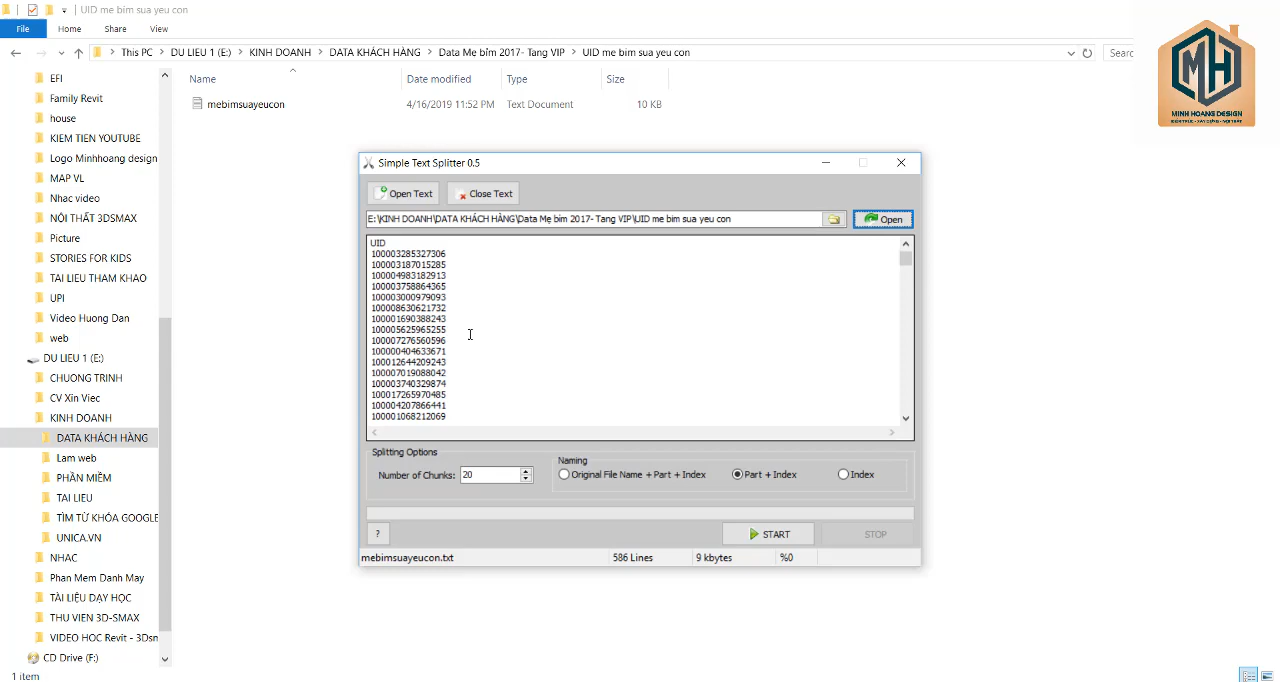 UID me bim sua yeu con
File Home Share View
This PC DU LIEU 1 (E:) KINH DOANH DATA KHÁCH HÀNG Data Mẹ bỉm 2017- Tang VIP UID me bim sua yeu con
Searc
MH
MINH HOANG DESIGN
KIẾN TRÚC - XÂY DỰNG - NỘI THẤT
EFI
Family Revit
house
KIEM TIEN YOUTUBE
Logo Minhhoang design
MAP VL
Nhac video
NỘI THẤT 3DSMAX
Picture
STORIES FOR KIDS
TAI LIEU THAM KHAO
UPI
Video Huong Dan
web
DU LIEU 1 (E:)
CHUONG TRINH
CV Xin Viec
KINH DOANH
DATA KHÁCH HÀNG
Lam web
PHẦN MỀM
TAI LIEU
TÌM TỪ KHÓA GOOGLE
UNICA.VN
NHAC
Phan Mem Danh May
TÀI LIỆU DẠY HỌC
THU VIEN 3D-SMAX
VIDEO HOC Revit - 3Dsm
CD Drive (F:)
1 item
Name Date modified Type Size
mebimsuayeucon 4/16/2019 11:52 PM Text Document 10 KB
Simple Text Splitter 0.5
Open Text Close Text
E:\KINH DOANH\DATA KHÁCH HÀNG\Data Mẹ bỉm 2017- Tang VIP\UID me bim sua yeu con
Open
UID
100003285327306
100003187015285
100004983182913
100003758864365
100003000979093
100008630621732
100001690388243
100005625965255
100007276560596
100000404633671
100012644209243
100007019088042
100003740329874
100017265970485
100004207866441
100001068212069
Splitting Options
Number of Chunks: 20
Naming
Original File Name + Part + Index Part + Index Index
?
START STOP
mebimsuayeucon.txt 586 Lines 9 kbytes %0